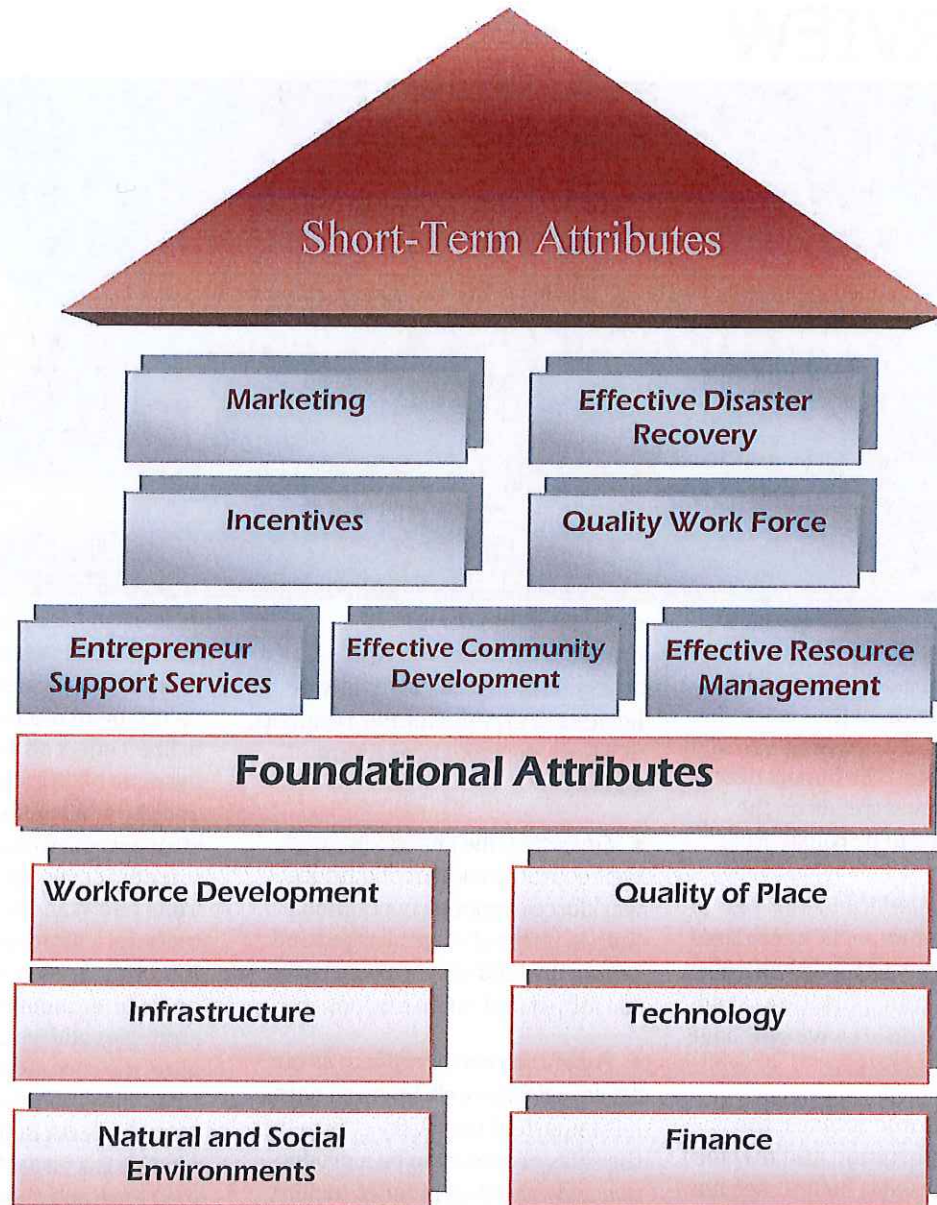 Short-Term Attributes
Marketing
Effective Disaster
Recovery
Incentives
Quality Work Force
Entrepreneur
Support Services
Effective Community
Development
Effective Resource
Management
Foundational Attributes
Workforce Development
Quality of Place
Infrastructure
Technology
Natural and Social
Environments
Finance